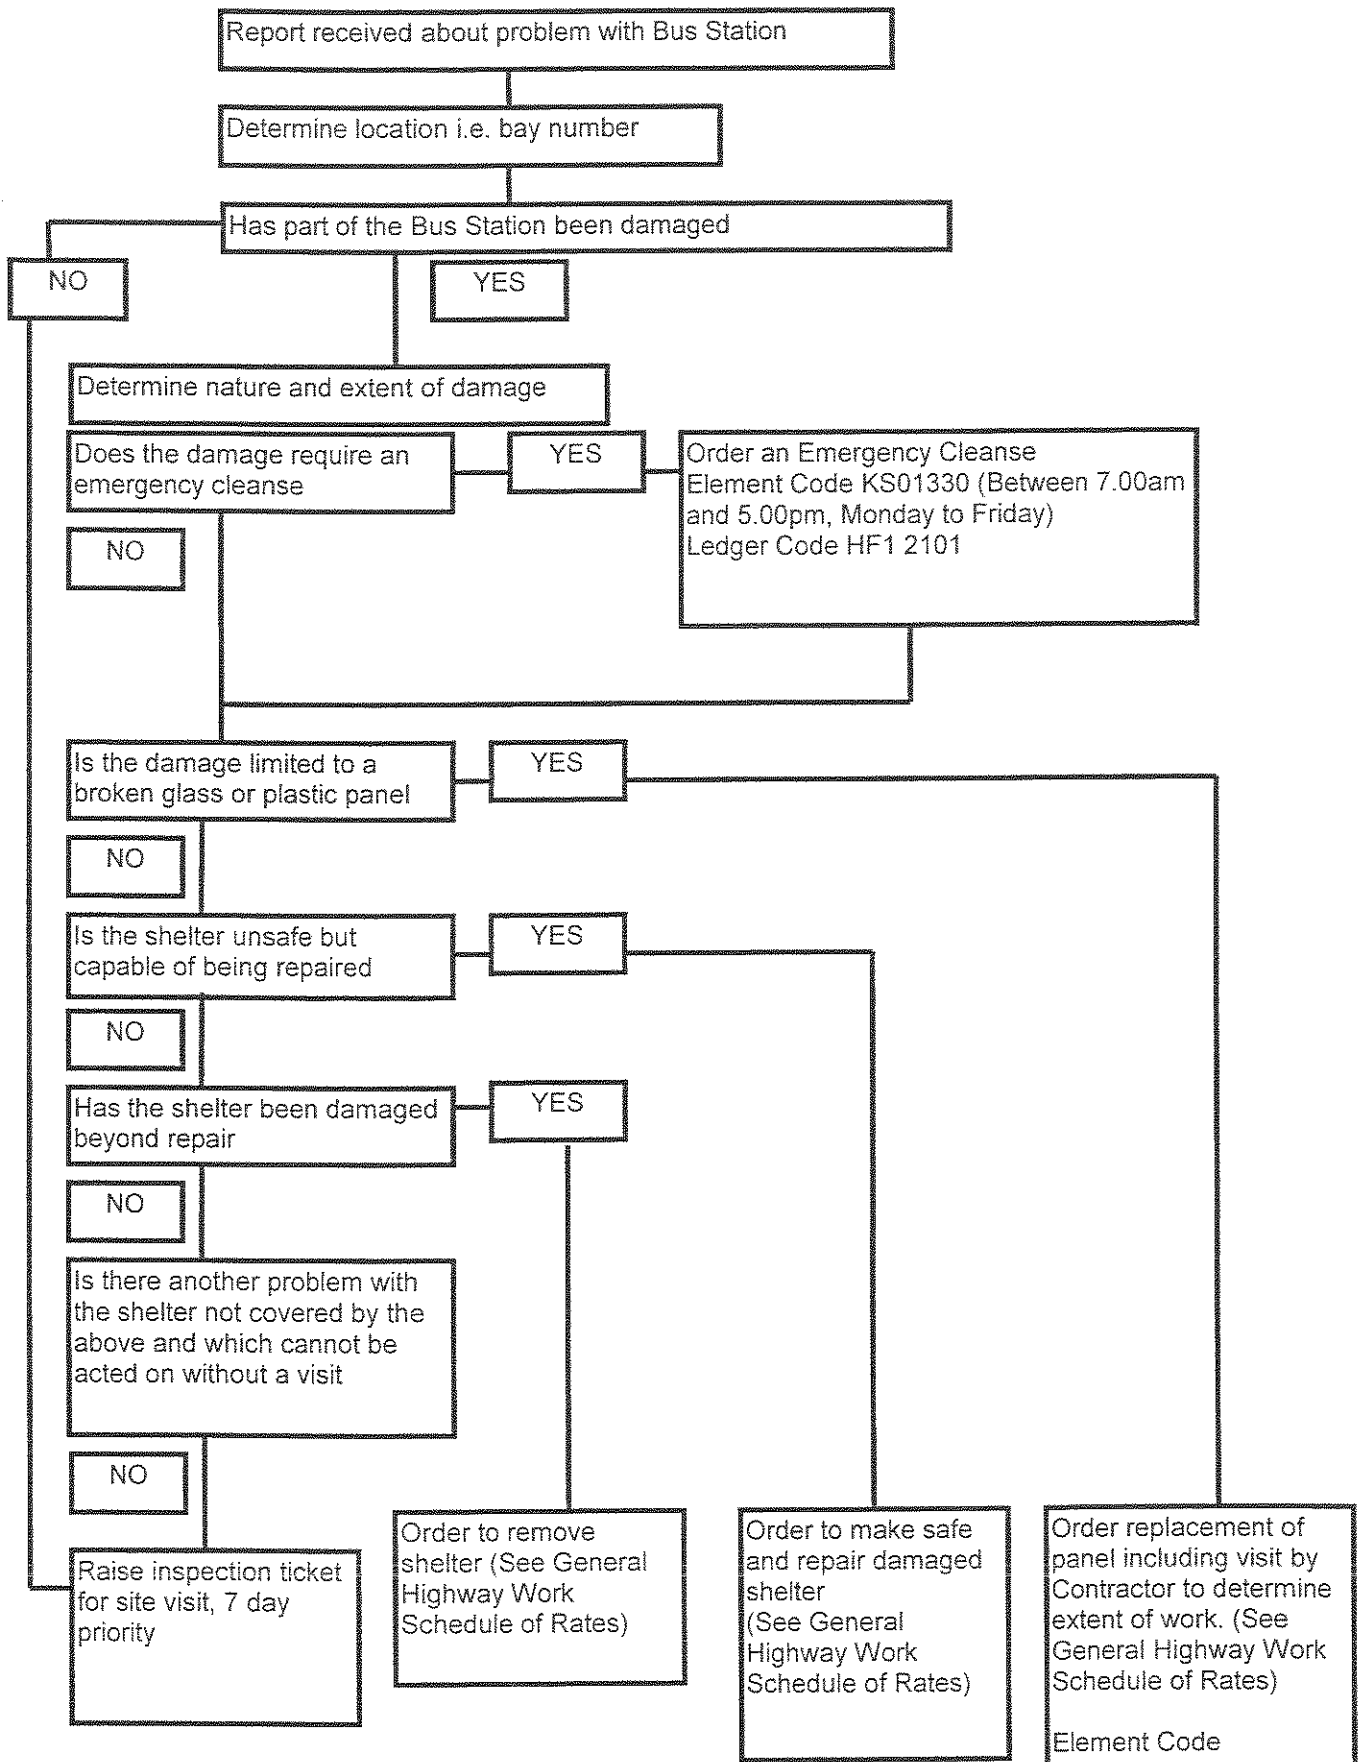 Report received about problem with Bus Station
Determine location i.e. bay number
Has part of the Bus Station been damaged
NO
YES
Determine nature and extent of damage
Does the damage require an
emergency cleanse
YES
Order an Emergency Cleanse
Element Code KS01330 (Between 7.00am
and 5.00pm, Monday to Friday)
Ledger Code HF1 2101
NO
Is the damage limited to a
broken glass or plastic panel
YES
NO
Is the shelter unsafe but
capable of being repaired
YES
NO
Has the shelter been damaged
beyond repair
YES
NO
Is there another problem with
the shelter not covered by the
above and which cannot be
acted on without a visit
NO
Raise inspection ticket
for site visit, 7 day
priority
Order to remove
shelter (See General
Highway Work
Schedule of Rates)
Order to make safe
and repair damaged
shelter
(See General
Highway Work
Schedule of Rates)
Order replacement of
panel including visit by
Contractor to determine
extent of work. (See
General Highway Work
Schedule of Rates)
Element Code